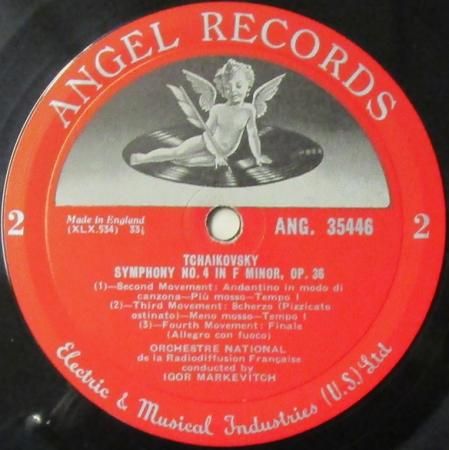 ANGEL RECORDS
2
2
Made in England
(XLX.534) 33⅓
ANG. 35446
TCHAIKOVSKY
SYMPHONY NO. 4 IN F MINOR, OP. 36
(1)—Second Movement: Andantino in modo di
canzona—Più mosso—Tempo I
(2)—Third Movement: Scherzo (Pizzicato
ostinato)—Meno mosso—Tempo I
(3)—Fourth Movement: Finale
(Allegro con fuoco)
ORCHESTRE NATIONAL
de la Radiodiffusion Française
conducted by
IGOR MARKEVITCH
Electric & Musical Industries (U.S.) Ltd